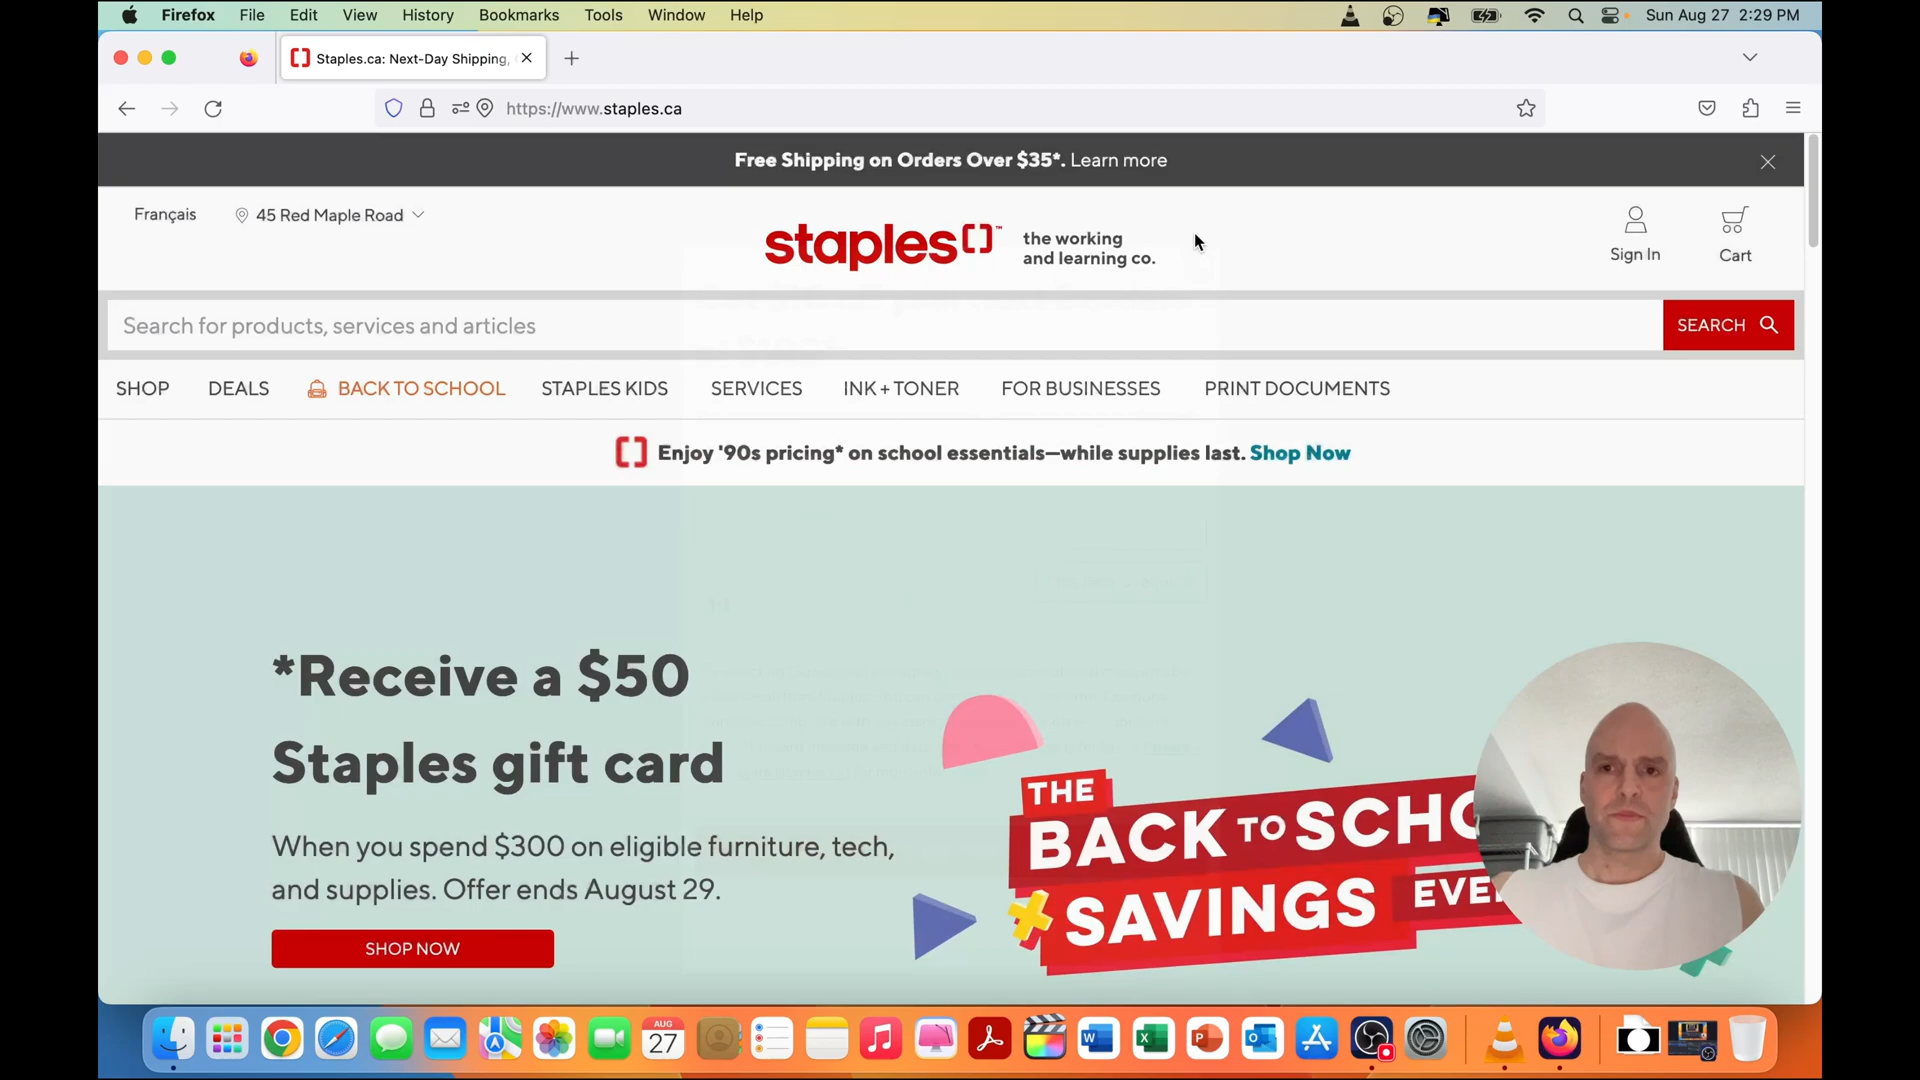 Firefox File Edit View History Bookmarks Tools Window Help Sun Aug 27 2:29 PM
Staples.ca: Next-Day Shipping,
https://www.staples.ca
Free Shipping on Orders Over $35*. Learn more
Français 45 Red Maple Road
staples™ the working
and learning co.
Sign In Cart
Search for products, services and articles SEARCH
SHOP DEALS BACK TO SCHOOL STAPLES KIDS SERVICES INK + TONER FOR BUSINESSES PRINT DOCUMENTS
Enjoy '90s pricing* on school essentials—while supplies last. Shop Now
*Receive a $50
Staples gift card
When you spend $300 on eligible furniture, tech,
and supplies. Offer ends August 29.
SHOP NOW
THE
BACK TO SCHO
SAVINGS EVE
AUG
27